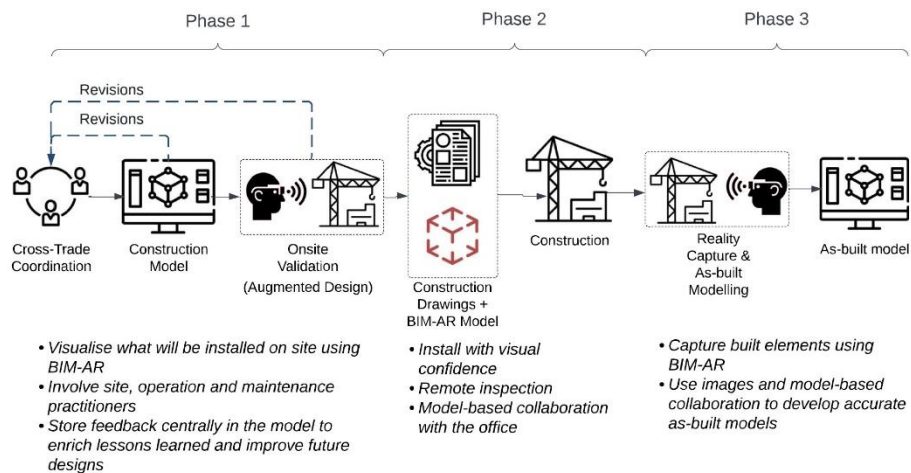 Phase 1
Phase 2
Phase 3
Revisions
Revisions
Cross-Trade
Coordination
Construction
Model
Onsite
Validation
(Augmented Design)
Construction
Drawings +
BIM-AR Model
Construction
Reality
Capture &
As-built
Modelling
As-built model
• Visualise what will be installed on site using
BIM-AR
• Involve site, operation and maintenance
practitioners
• Store feedback centrally in the model to
enrich lessons learned and improve future
designs
• Install with visual
confidence
• Remote inspection
• Model-based collaboration
with the office
• Capture built elements using
BIM-AR
• Use images and model-based
collaboration to develop accurate
as-built models